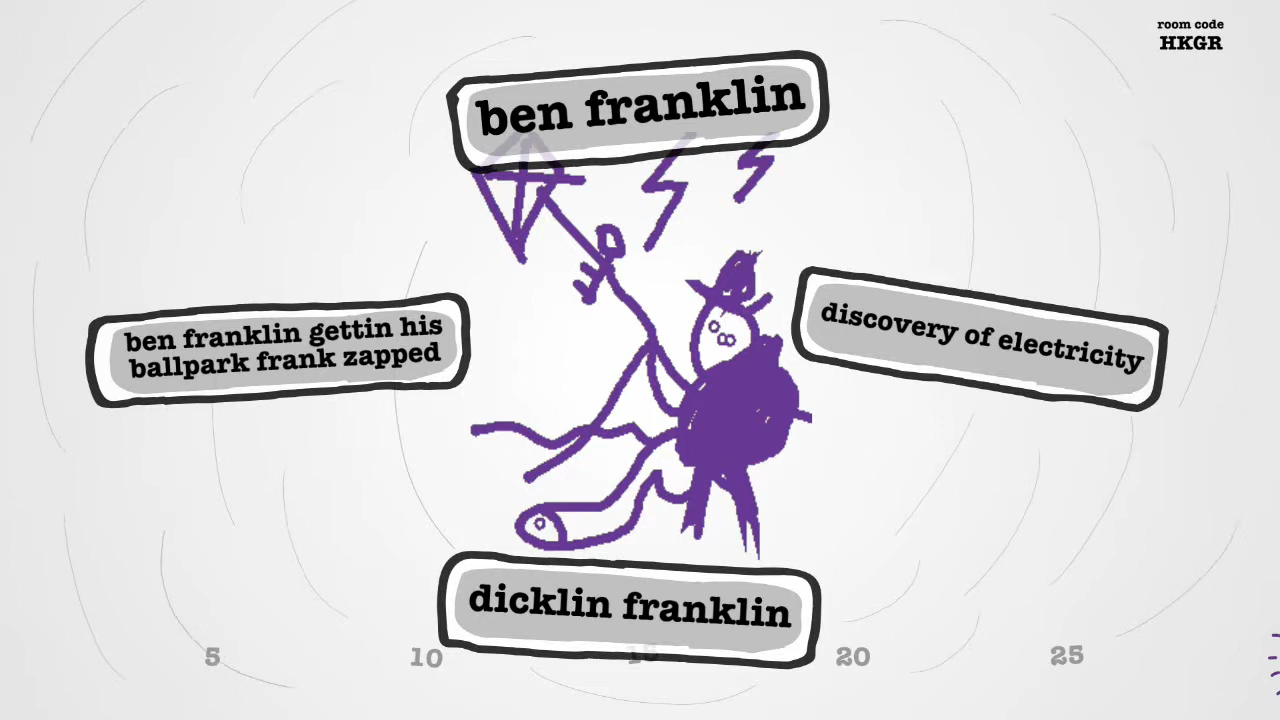 room code
HKGR
ben franklin
ben franklin gettin his
ballpark frank zapped
discovery of electricity
dicklin franklin
5 10 15 20 25